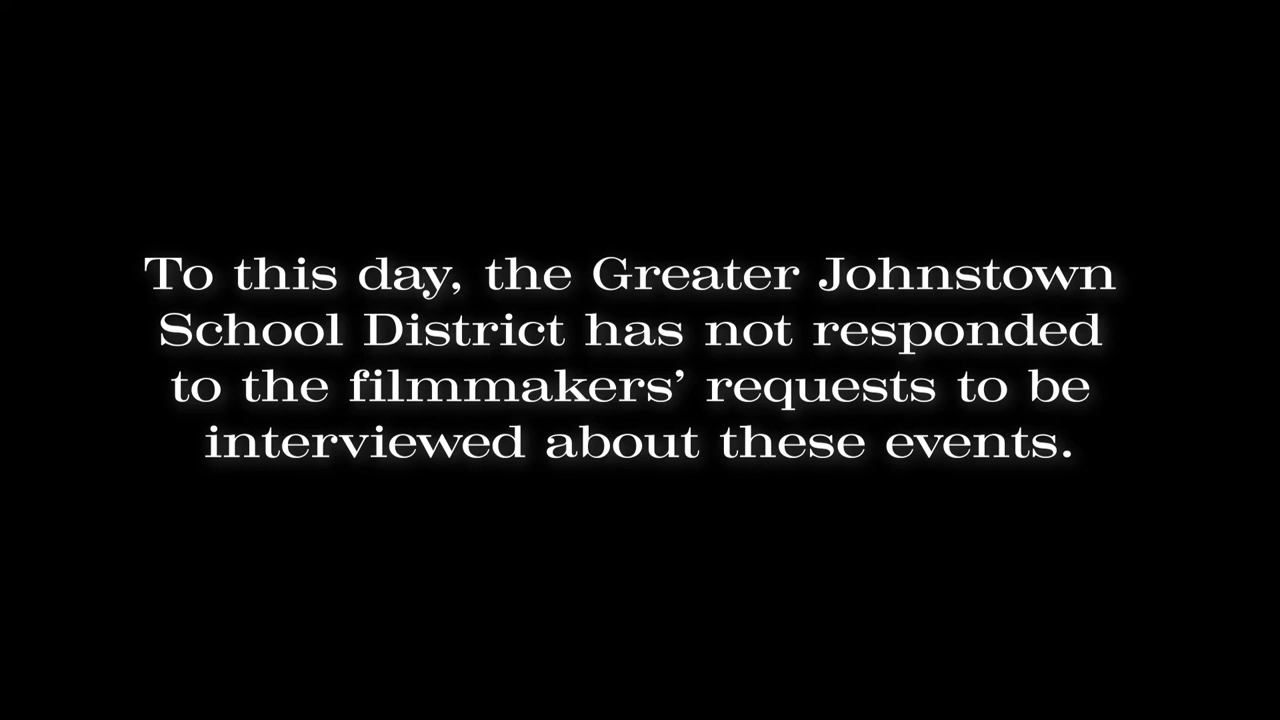 To this day, the Greater Johnstown
School District has not responded
to the filmmakers’ requests to be
interviewed about these events.